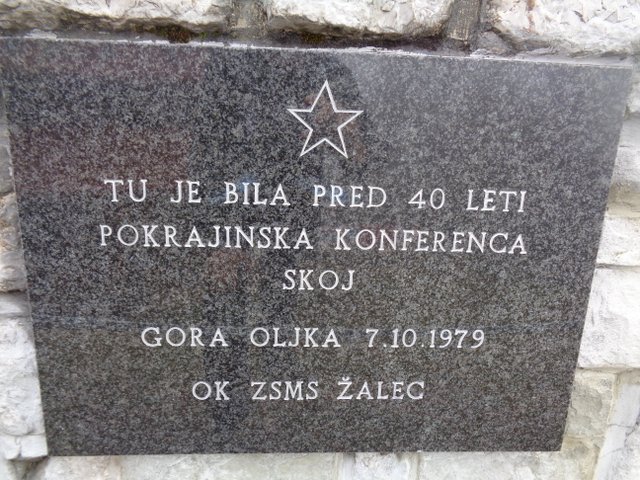 TU JE BILA PRED 40 LETI
POKRAJINSKA KONFERENCA
SKOJ
GORA OLJKA 7.10.1979
OK ZSMS ŽALEC